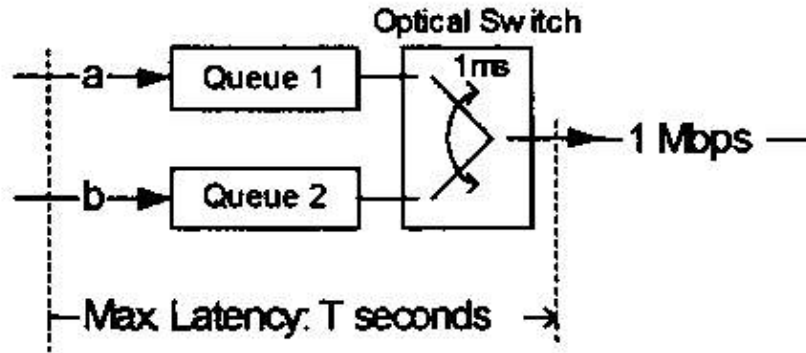 Optical Switch
a
Queue 1
1ms
1 Mbps
b
Queue 2
Max. Latency: T seconds